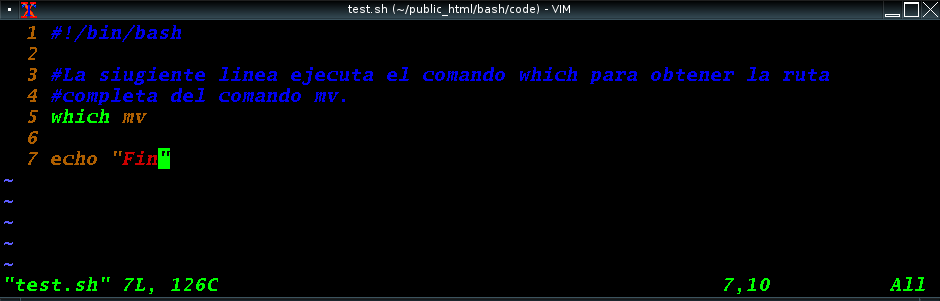 test.sh (~/public_html/bash/code) - VIM
1 #!/bin/bash
2
3 #La siugiente linea ejecuta el comando which para obtener la ruta
4 #completa del comando mv.
5 which mv
6
7 echo "Fin"
~
~
~
~
~
"test.sh" 7L, 126C 7,10 All